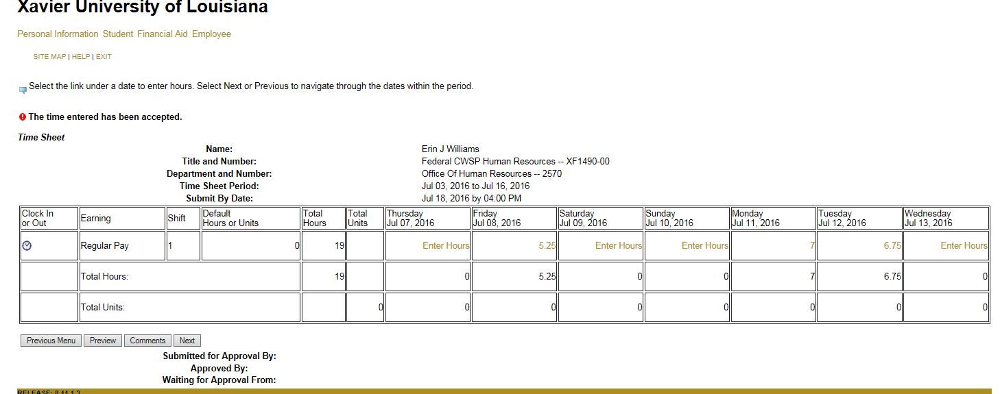 Xavier University of Louisiana
Personal Information Student Financial Aid Employee
SITE MAP | HELP | EXIT
Select the link under a date to enter hours. Select Next or Previous to navigate through the dates within the period.
The time entered has been accepted.
Time Sheet
Name: Erin J Williams
Title and Number: Federal CWSP Human Resources -- XF1490-00
Department and Number: Office Of Human Resources -- 2570
Time Sheet Period: Jul 03, 2016 to Jul 16, 2016
Submit By Date: Jul 18, 2016 by 04:00 PM
Clock In or Out Earning Shift Default Hours or Units Total Hours Total Units Thursday Jul 07, 2016 Friday Jul 08, 2016 Saturday Jul 09, 2016 Sunday Jul 10, 2016 Monday Jul 11, 2016 Tuesday Jul 12, 2016 Wednesday Jul 13, 2016
Regular Pay 1 0 19 Enter Hours 5.25 Enter Hours Enter Hours 7 6.75 Enter Hours
Total Hours: 19 0 5.25 0 0 7 6.75 0
Total Units: 0 0 0 0 0 0 0 0
Previous Menu Preview Comments Next
Submitted for Approval By:
Approved By:
Waiting for Approval From:
RELEASE: 8.11.1.3